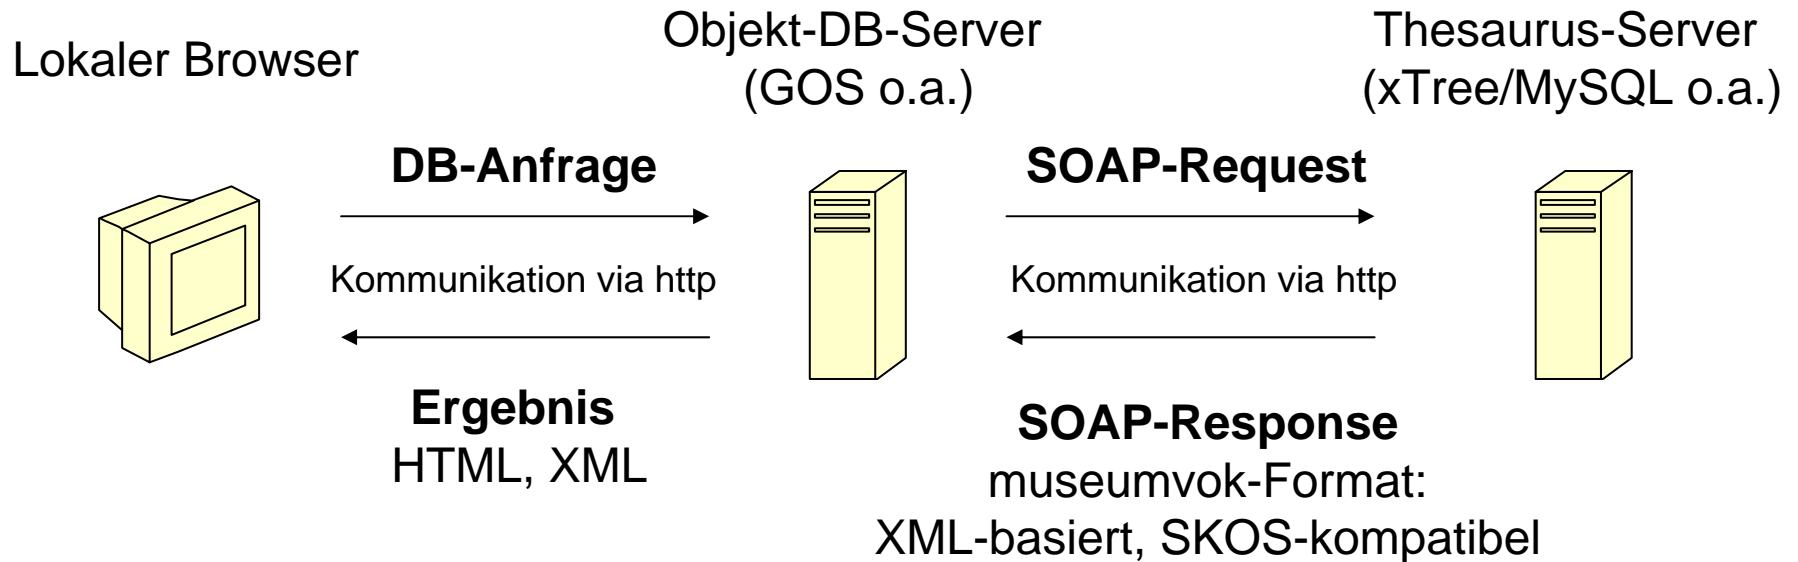 Lokaler Browser
Objekt-DB-Server
(GOS o.a.)
Thesaurus-Server
(xTree/MySQL o.a.)
DB-Anfrage
SOAP-Request
Kommunikation via http
Kommunikation via http
Ergebnis
HTML, XML
SOAP-Response
museumvok-Format:
XML-basiert, SKOS-kompatibel